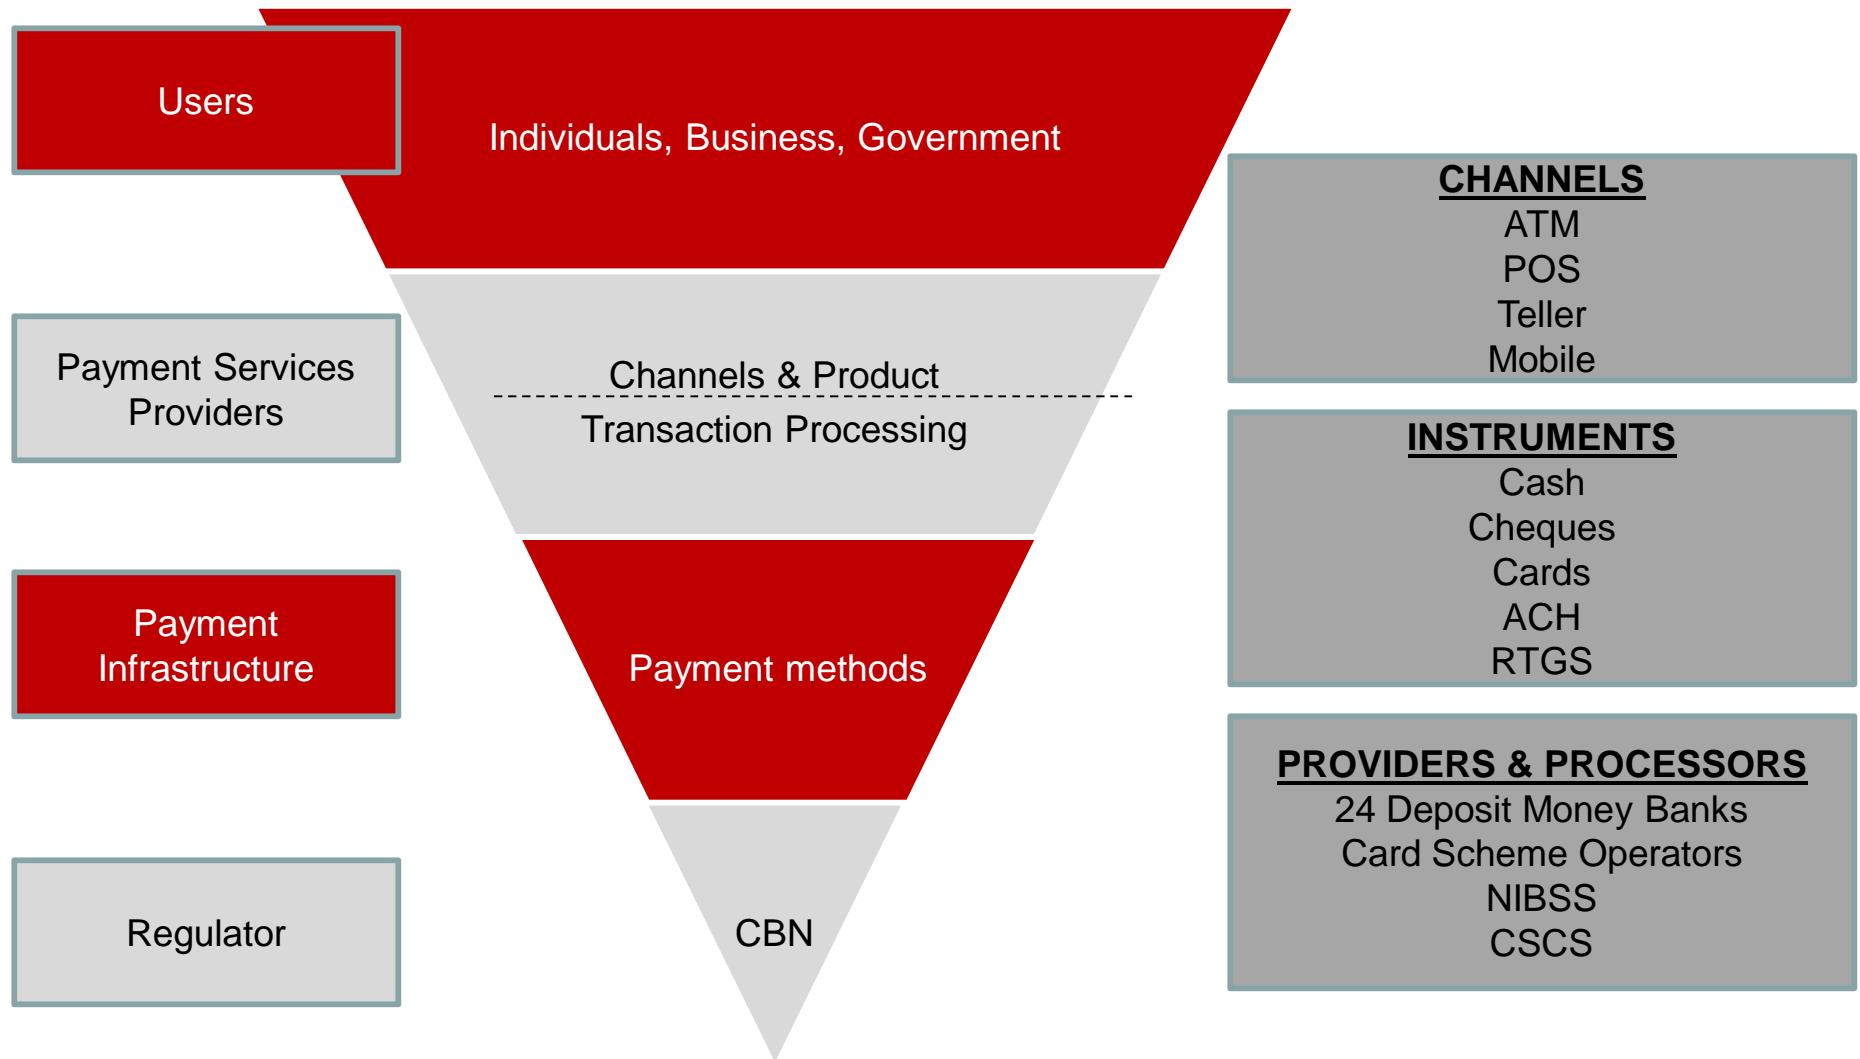 Users
Individuals, Business, Government
Payment Services
Providers
Channels & Product
Transaction Processing
Payment
Infrastructure
Payment methods
Regulator
CBN
CHANNELS
ATM
POS
Teller
Mobile
INSTRUMENTS
Cash
Cheques
Cards
ACH
RTGS
PROVIDERS & PROCESSORS
24 Deposit Money Banks
Card Scheme Operators
NIBSS
CSCS